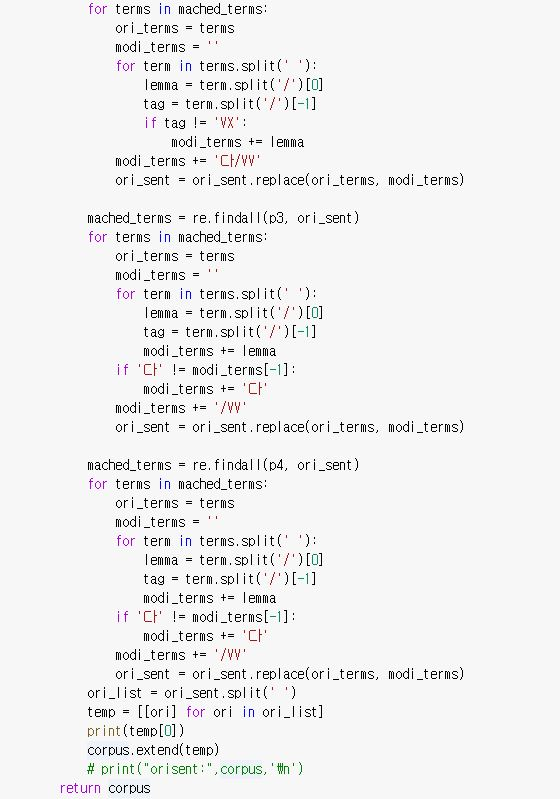 for terms in mached_terms:
    ori_terms = terms
    modi_terms = ''
    for term in terms.split(' '):
        lemma = term.split('/')[0]
        tag = term.split('/')[-1]
        if tag != 'VX':
            modi_terms += lemma
    modi_terms += '다/VV'
    ori_sent = ori_sent.replace(ori_terms, modi_terms)

mached_terms = re.findall(p3, ori_sent)
for terms in mached_terms:
    ori_terms = terms
    modi_terms = ''
    for term in terms.split(' '):
        lemma = term.split('/')[0]
        tag = term.split('/')[-1]
        modi_terms += lemma
    if '다' != modi_terms[-1]:
        modi_terms += '다'
    modi_terms += '/VV'
    ori_sent = ori_sent.replace(ori_terms, modi_terms)

mached_terms = re.findall(p4, ori_sent)
for terms in mached_terms:
    ori_terms = terms
    modi_terms = ''
    for term in terms.split(' '):
        lemma = term.split('/')[0]
        tag = term.split('/')[-1]
        modi_terms += lemma
    if '다' != modi_terms[-1]:
        modi_terms += '다'
    modi_terms += '/VV'
    ori_sent = ori_sent.replace(ori_terms, modi_terms)
ori_list = ori_sent.split(' ')
temp = [[ori] for ori in ori_list]
print(temp[0])
corpus.extend(temp)
# print("orisent:",corpus,'₩n')
return corpus